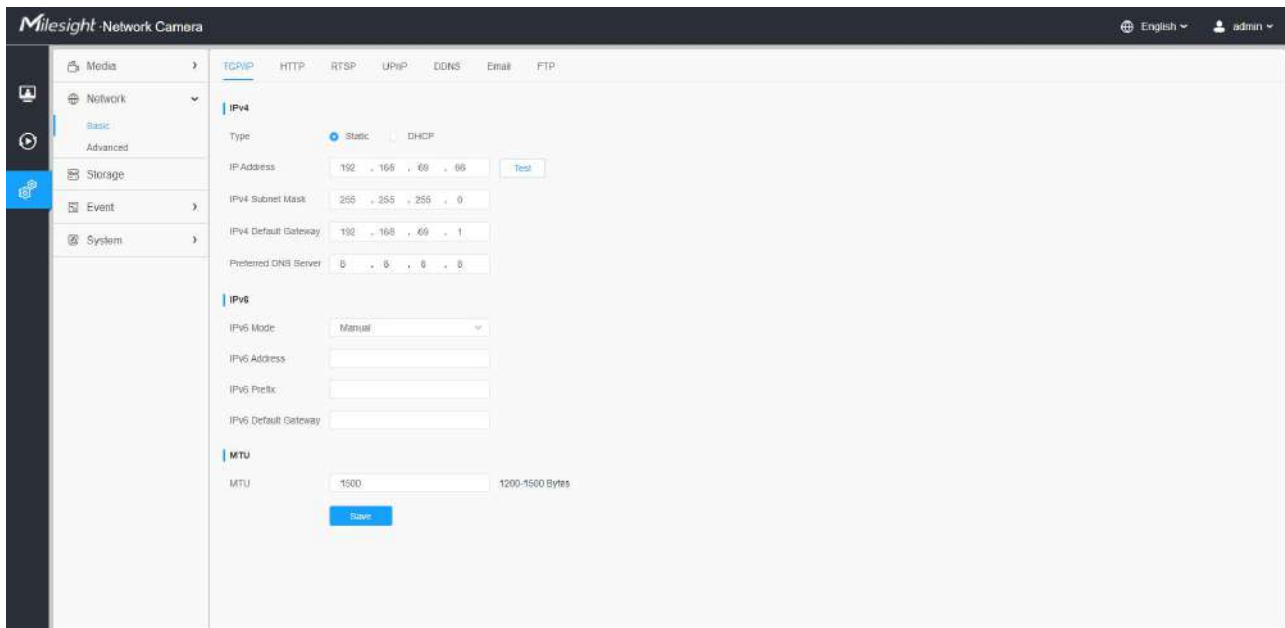 Milesight -Network Camera
English
admin
Media
Network
Basic
Advanced
Storage
Event
System
TCP/IP HTTP RTSP UPnP DDNS Email FTP
IPv4
Type Static DHCP
IP Address 192 . 168 . 69 . 66 Test
IPv4 Subnet Mask 255 . 255 . 255 . 0
IPv4 Default Gateway 192 . 168 . 69 . 1
Preferred DNS Server 8 . 8 . 8 . 8
IPv6
IPv6 Mode Manual
IPv6 Address
IPv6 Prefix
IPv6 Default Gateway
MTU
MTU 1500 1200-1500 Bytes
Save